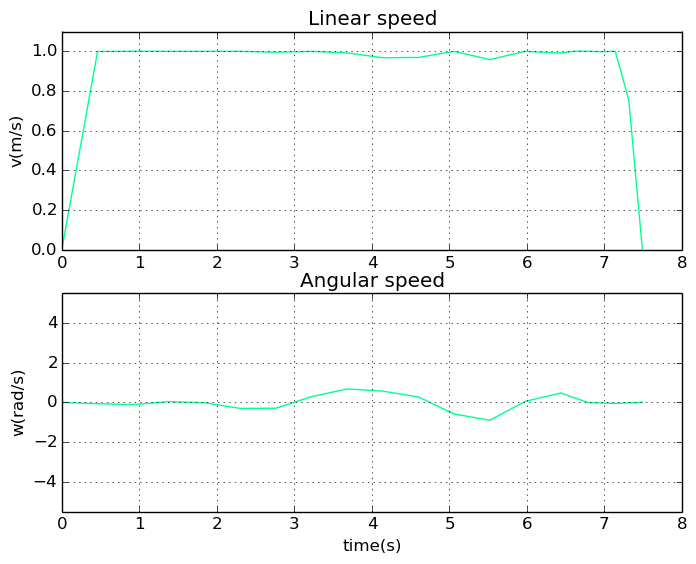 Linear speed
1.0
0.8
0.6
0.4
0.2
0.0
v(m/s)
0 1 2 3 4 5 6 7 8
Angular speed
4
2
0
−2
−4
w(rad/s)
0 1 2 3 4 5 6 7 8
time(s)